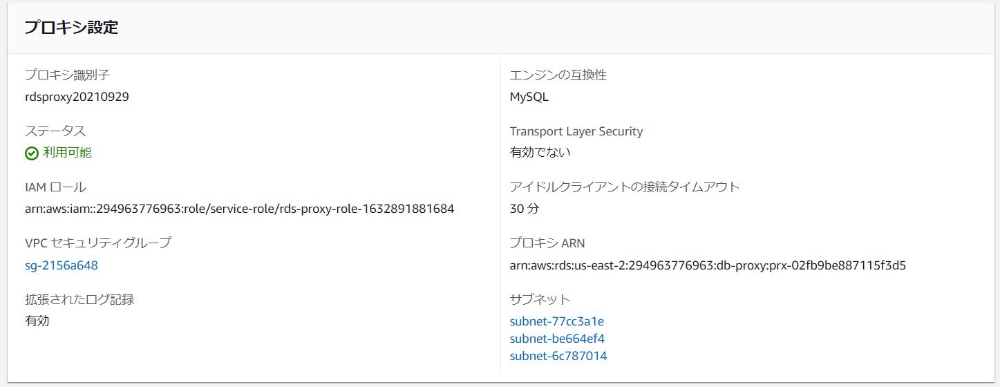 プロキシ設定
プロキシ識別子
rdsproxy20210929
ステータス
利用可能
IAM ロール
arn:aws:iam::294963776963:role/service-role/rds-proxy-role-1632891881684
VPC セキュリティグループ
sg-2156a648
拡張されたログ記録
有効
エンジンの互換性
MySQL
Transport Layer Security
有効でない
アイドルクライアントの接続タイムアウト
30 分
プロキシ ARN
arn:aws:rds:us-east-2:294963776963:db-proxy:prx-02fb9be887115f3d5
サブネット
subnet-77cc3a1e
subnet-be664ef4
subnet-6c787014